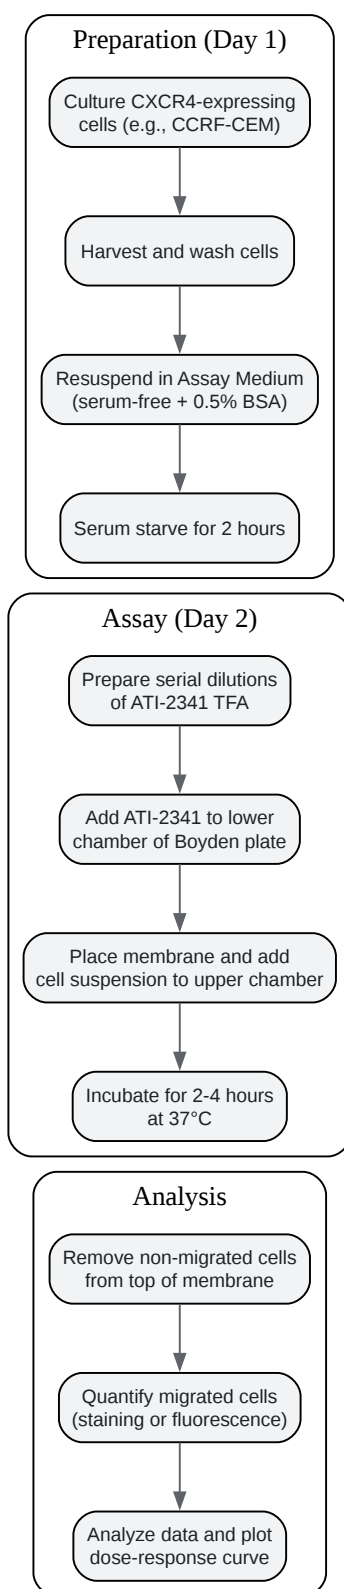 Preparation (Day 1)
Culture CXCR4-expressing
cells (e.g., CCRF-CEM)
Harvest and wash cells
Resuspend in Assay Medium
(serum-free + 0.5% BSA)
Serum starve for 2 hours
Assay (Day 2)
Prepare serial dilutions
of ATI-2341 TFA
Add ATI-2341 to lower
chamber of Boyden plate
Place membrane and add
cell suspension to upper chamber
Incubate for 2-4 hours
at 37°C
Analysis
Remove non-migrated cells
from top of membrane
Quantify migrated cells
(staining or fluorescence)
Analyze data and plot
dose-response curve